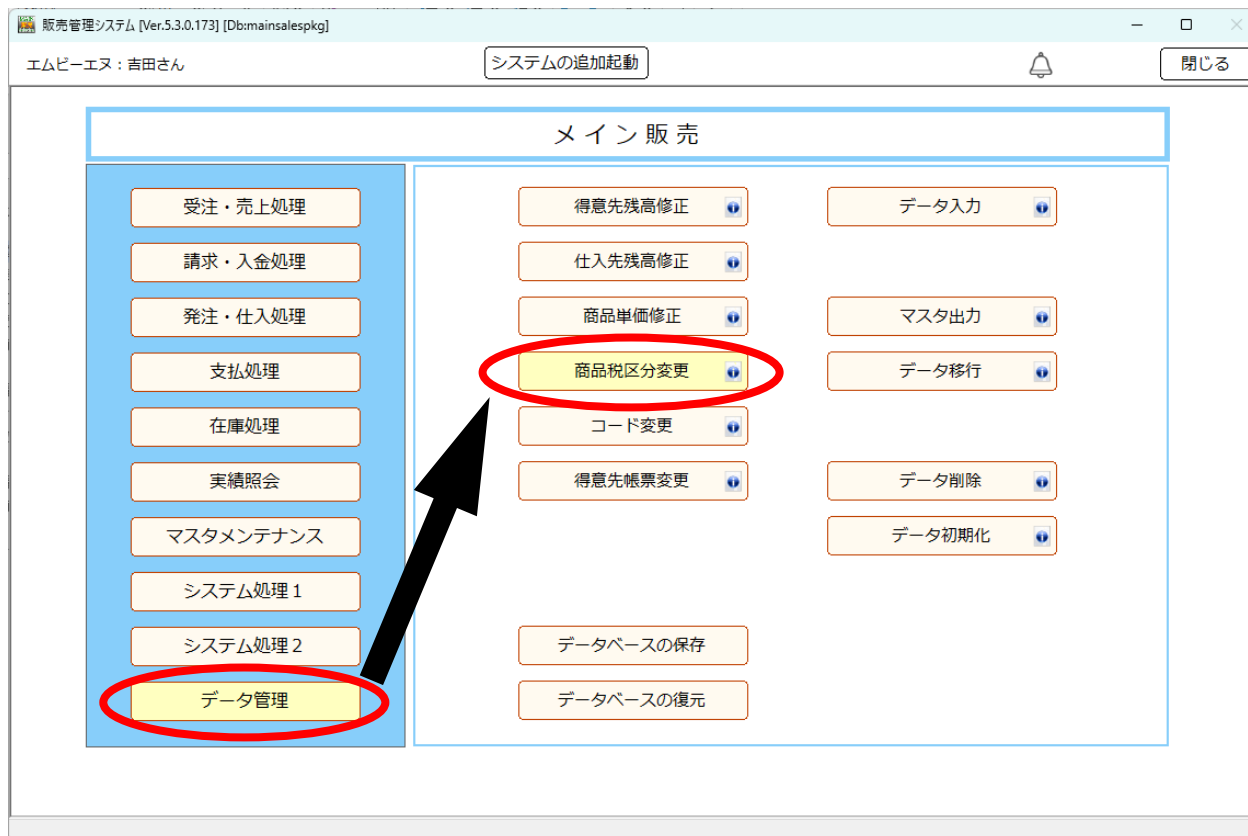 販売管理システム [Ver.5.3.0.173] [Db:mainsalespkg]
エムビーエヌ：吉田さん
システムの追加起動
閉じる
メイン販売
受注・売上処理
請求・入金処理
発注・仕入処理
支払処理
在庫処理
実績照会
マスタメンテナンス
システム処理１
システム処理２
データ管理
得意先残高修正
仕入先残高修正
商品単価修正
商品税区分変更
コード変更
得意先帳票変更
データベースの保存
データベースの復元
データ入力
マスタ出力
データ移行
データ削除
データ初期化